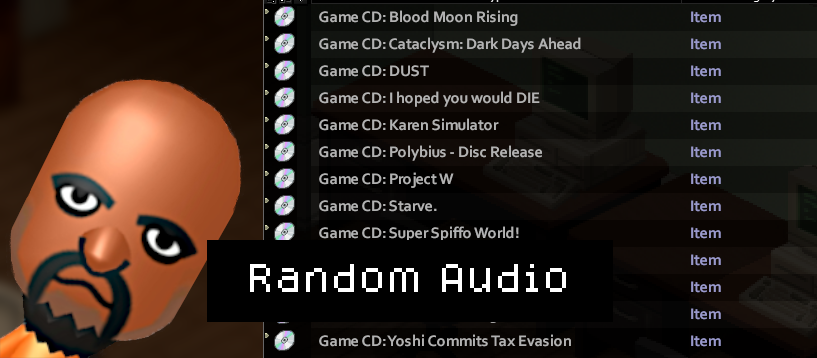 Game CD: Blood Moon Rising Item
Game CD: Cataclysm: Dark Days Ahead Item
Game CD: DUST Item
Game CD: I hoped you would DIE Item
Game CD: Karen Simulator Item
Game CD: Polybius - Disc Release Item
Game CD: Project W Item
Game CD: Starve. Item
Game CD: Super Spiffo World! Item
Item
Random Audio
Item
Item
Game CD: Yoshi Commits Tax Evasion Item